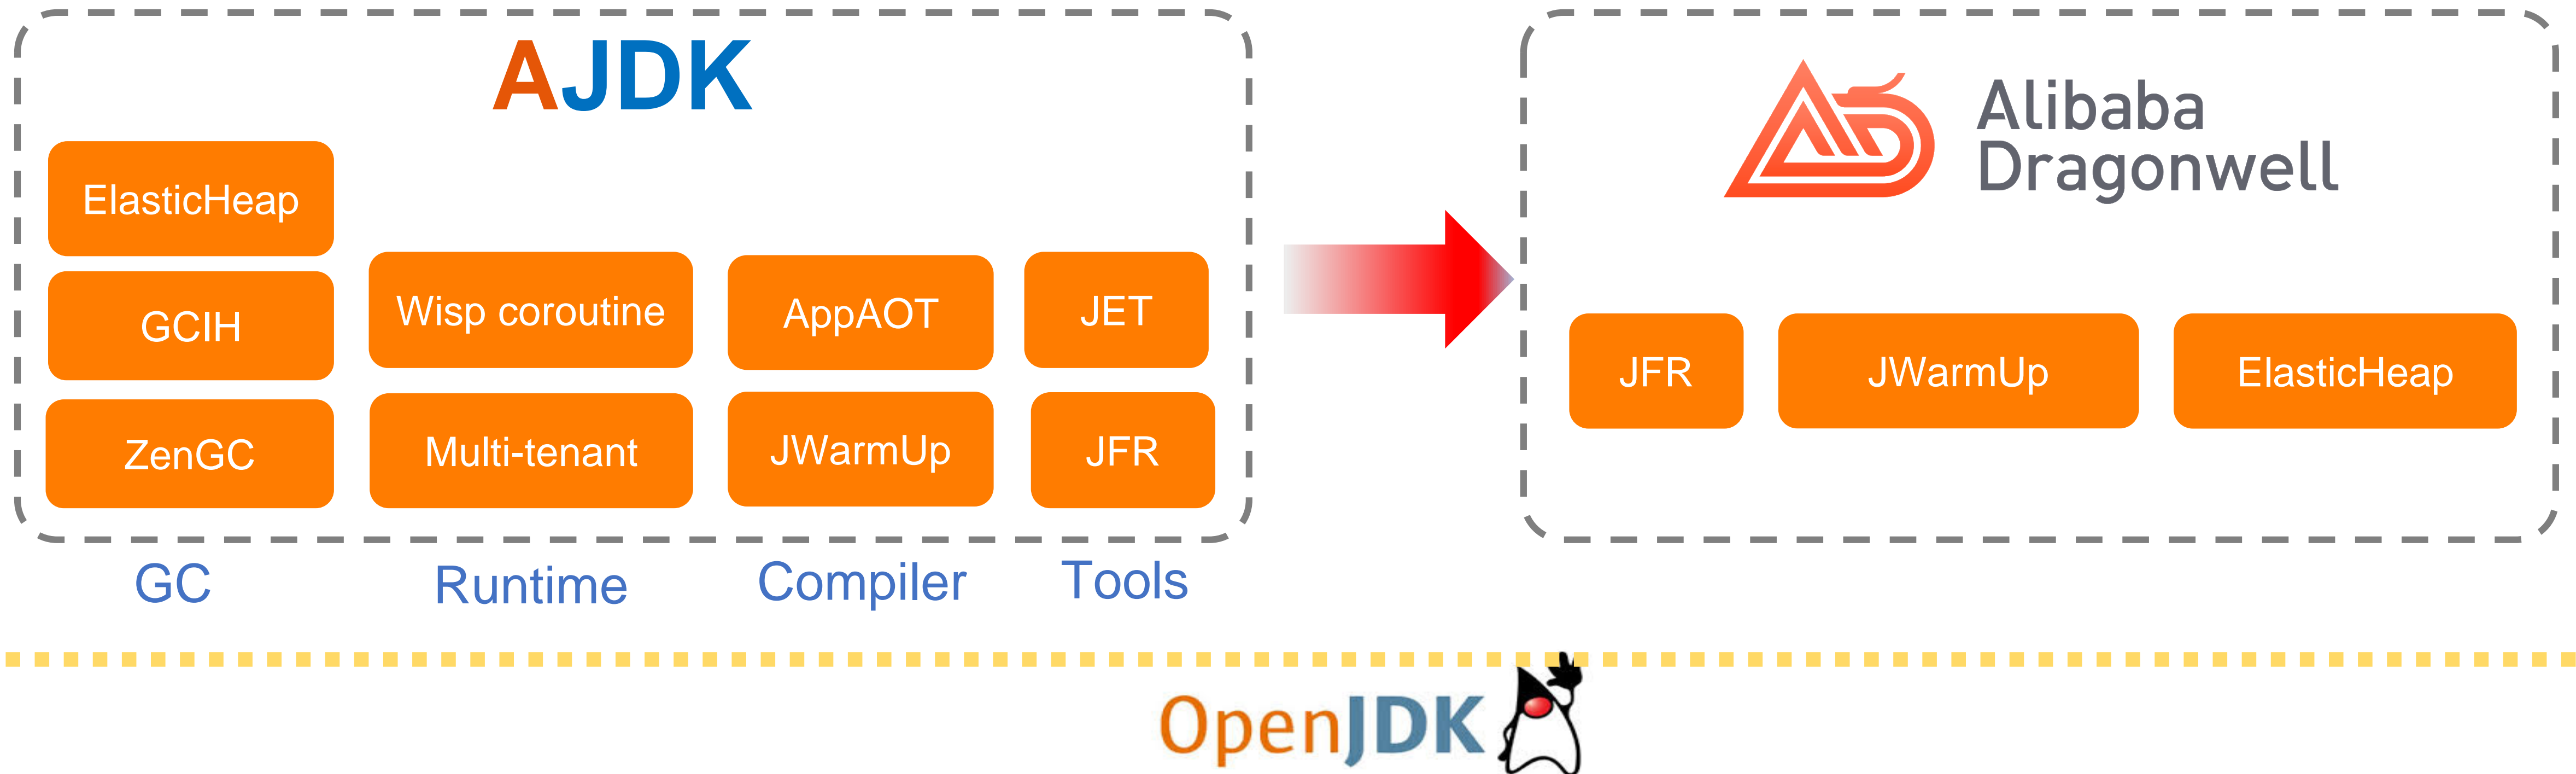 AJDK
ElasticHeap
GCIH
ZenGC
Wisp coroutine
Multi-tenant
AppAOT
JWarmUp
JET
JFR
GC
Runtime
Compiler
Tools
Alibaba
Dragonwell
JFR
JWarmUp
ElasticHeap
OpenJDK